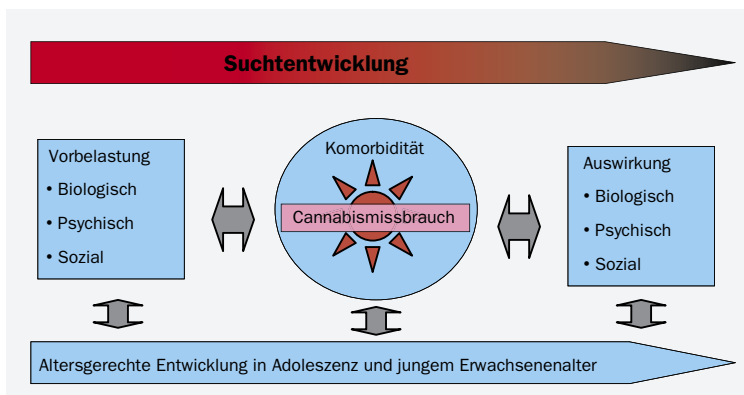 Suchtentwicklung
Vorbelastung
• Biologisch
• Psychisch
• Sozial
Komorbidität
Cannabismissbrauch
Auswirkung
• Biologisch
• Psychisch
• Sozial
Altersgerechte Entwicklung in Adoleszenz und jungem Erwachsenenalter